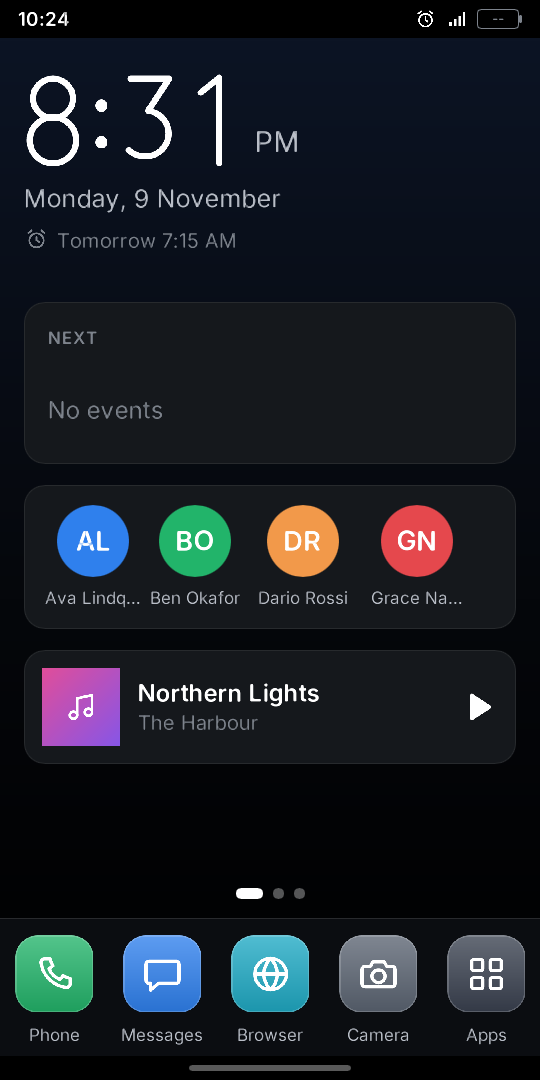 10:24
--
8:31 PM
Monday, 9 November
Tomorrow 7:15 AM
NEXT
No events
AL BO DR GN
Ava Lindq... Ben Okafor Dario Rossi Grace Na...
Northern Lights
The Harbour
Phone Messages Browser Camera Apps